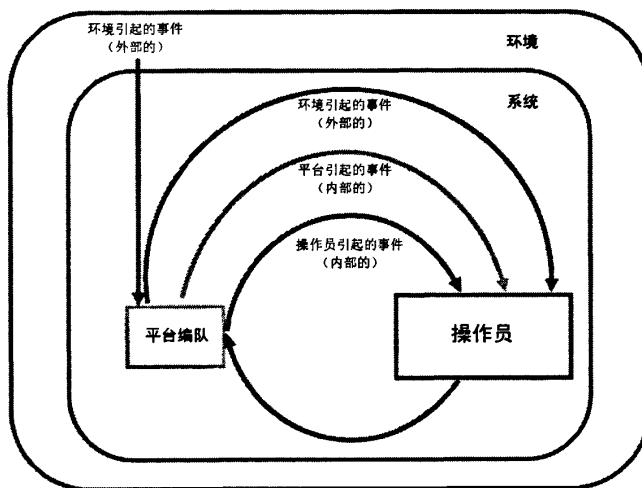 环境引起的事件
（外部的）
环境
系统
环境引起的事件
（外部的）
平台引起的事件
（内部的）
操作员引起的事件
（内部的）
平台编队
操作员